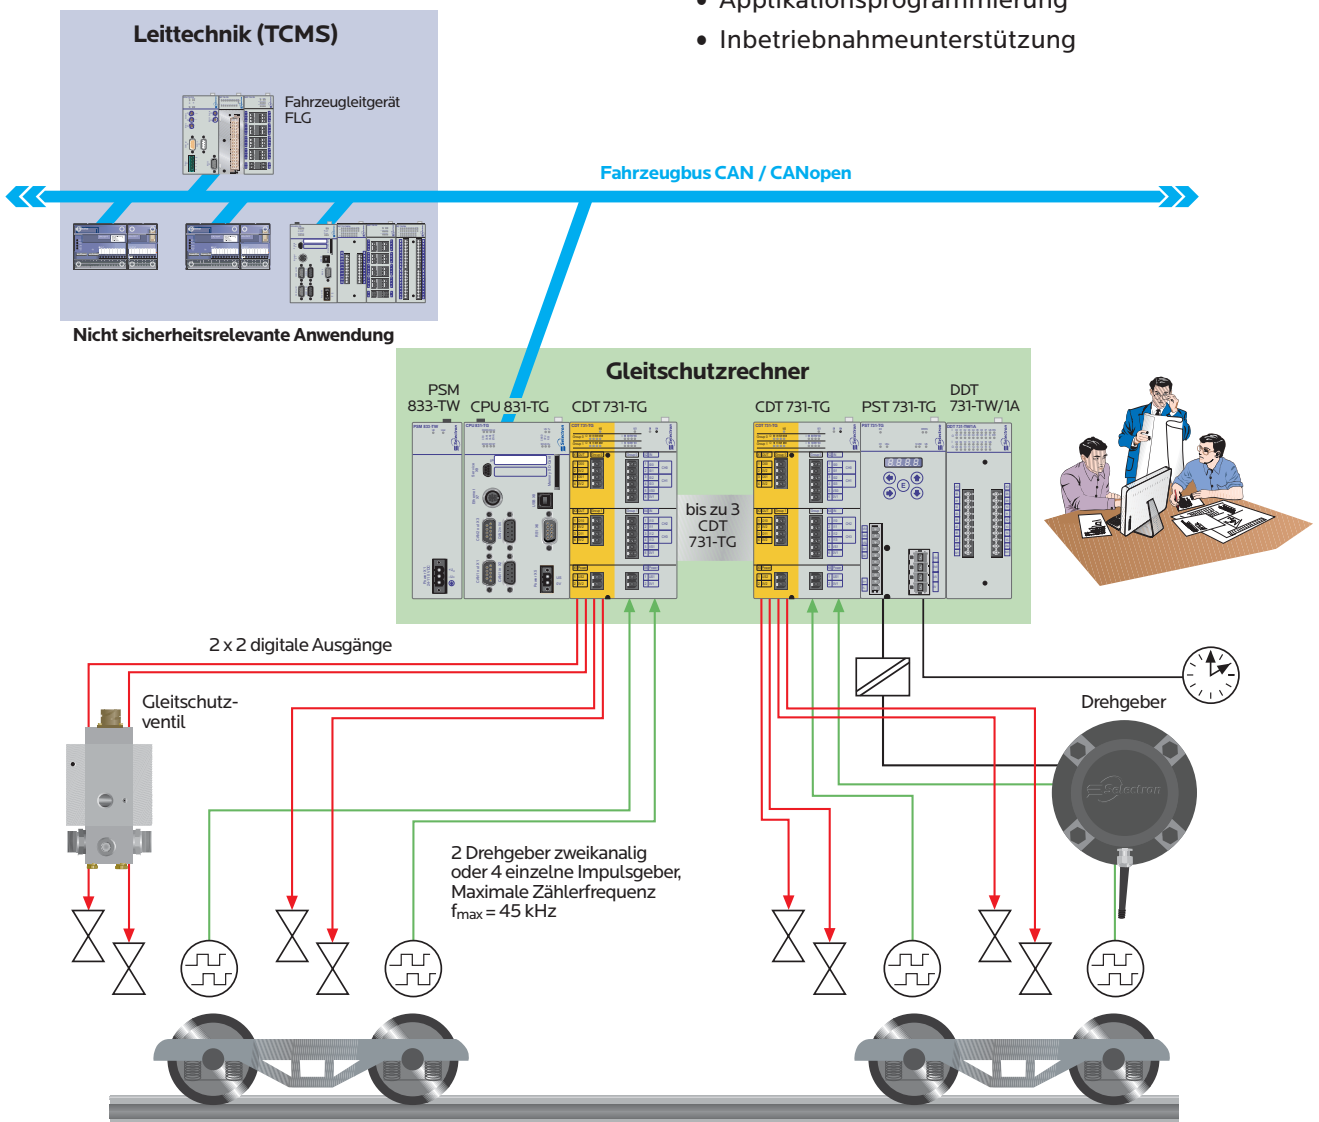 • Applikationsprogrammierung
• Inbetriebnahmeunterstützung
Leittechnik (TCMS)
Fahrzeugleitgerät
FLG
Fahrzeugbus CAN / CANopen
Nicht sicherheitsrelevante Anwendung
Gleitschutzrechner
PSM
833-TW
CPU 831-TG
CDT 731-TG
CDT 731-TG
PST 731-TG
DDT
731-TW/1A
bis zu 3
CDT
731-TG
E
2 x 2 digitale Ausgänge
Gleitschutz-
ventil
Drehgeber
Selectron
2 Drehgeber zweikanalig
oder 4 einzelne Impulsgeber,
Maximale Zählerfrequenz
fmax = 45 kHz